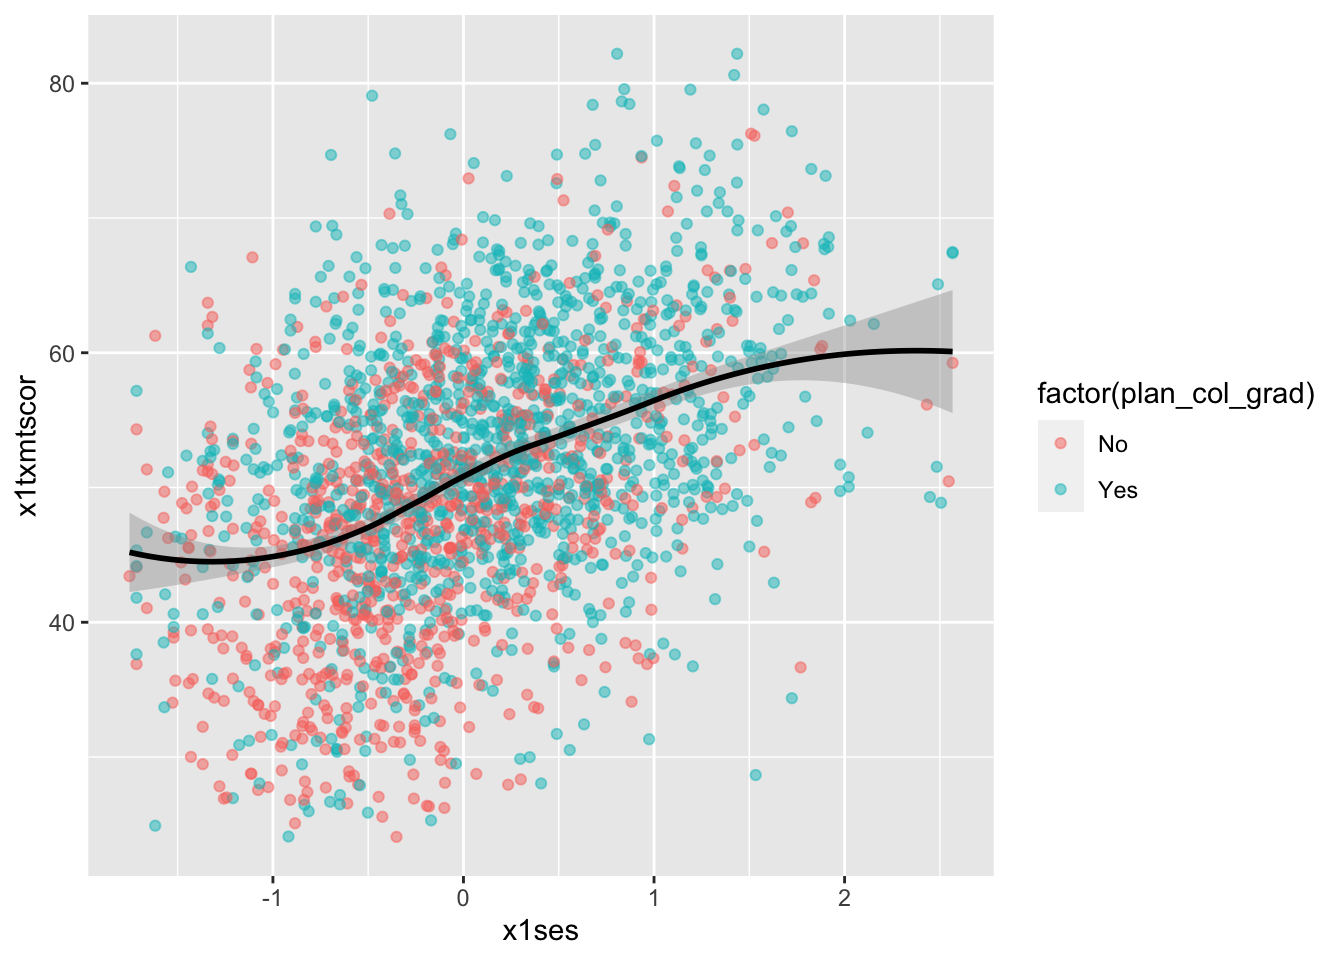 80
60
40
x1txmtscor
-1
0
1
2
x1ses
factor(plan_col_grad)
No
Yes